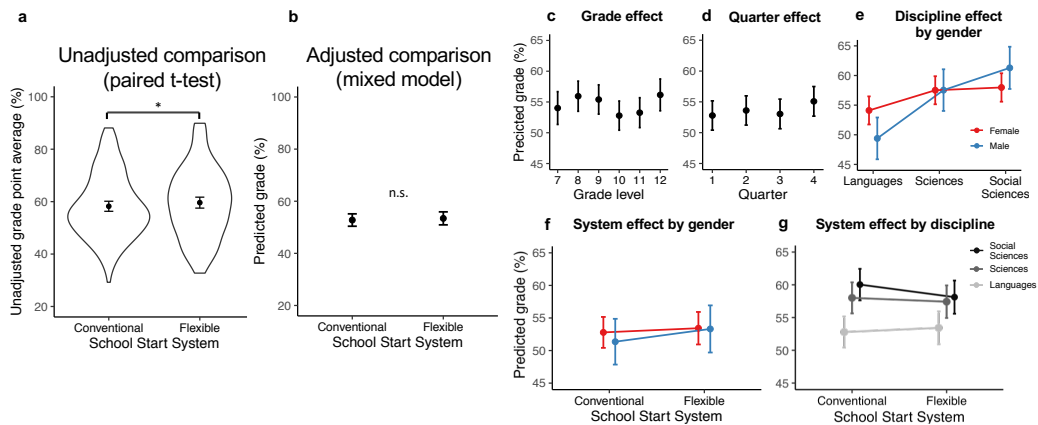 a
Unadjusted comparison
(paired t-test)
Unadjusted grade point average (%)
100
80
60
40
20
*
Conventional
Flexible
School Start System
b
Adjusted comparison
(mixed model)
Predicted grade (%)
100
80
60
40
20
n.s.
Conventional
Flexible
School Start System
c
Grade effect
Precicted grade (%)
65
60
55
50
45
7 8 9 10 11 12
Grade level
d
Quarter effect
65
60
55
50
45
1 2 3 4
Quarter
e
Discipline effect
by gender
65
60
55
50
45
Female
Male
Languages
Sciences
Social
Sciences
f
System effect by gender
Predicted grade (%)
65
60
55
50
45
Conventional
Flexible
School Start System
g
System effect by discipline
65
60
55
50
45
Social
Sciences
Sciences
Languages
Conventional
Flexible
School Start System